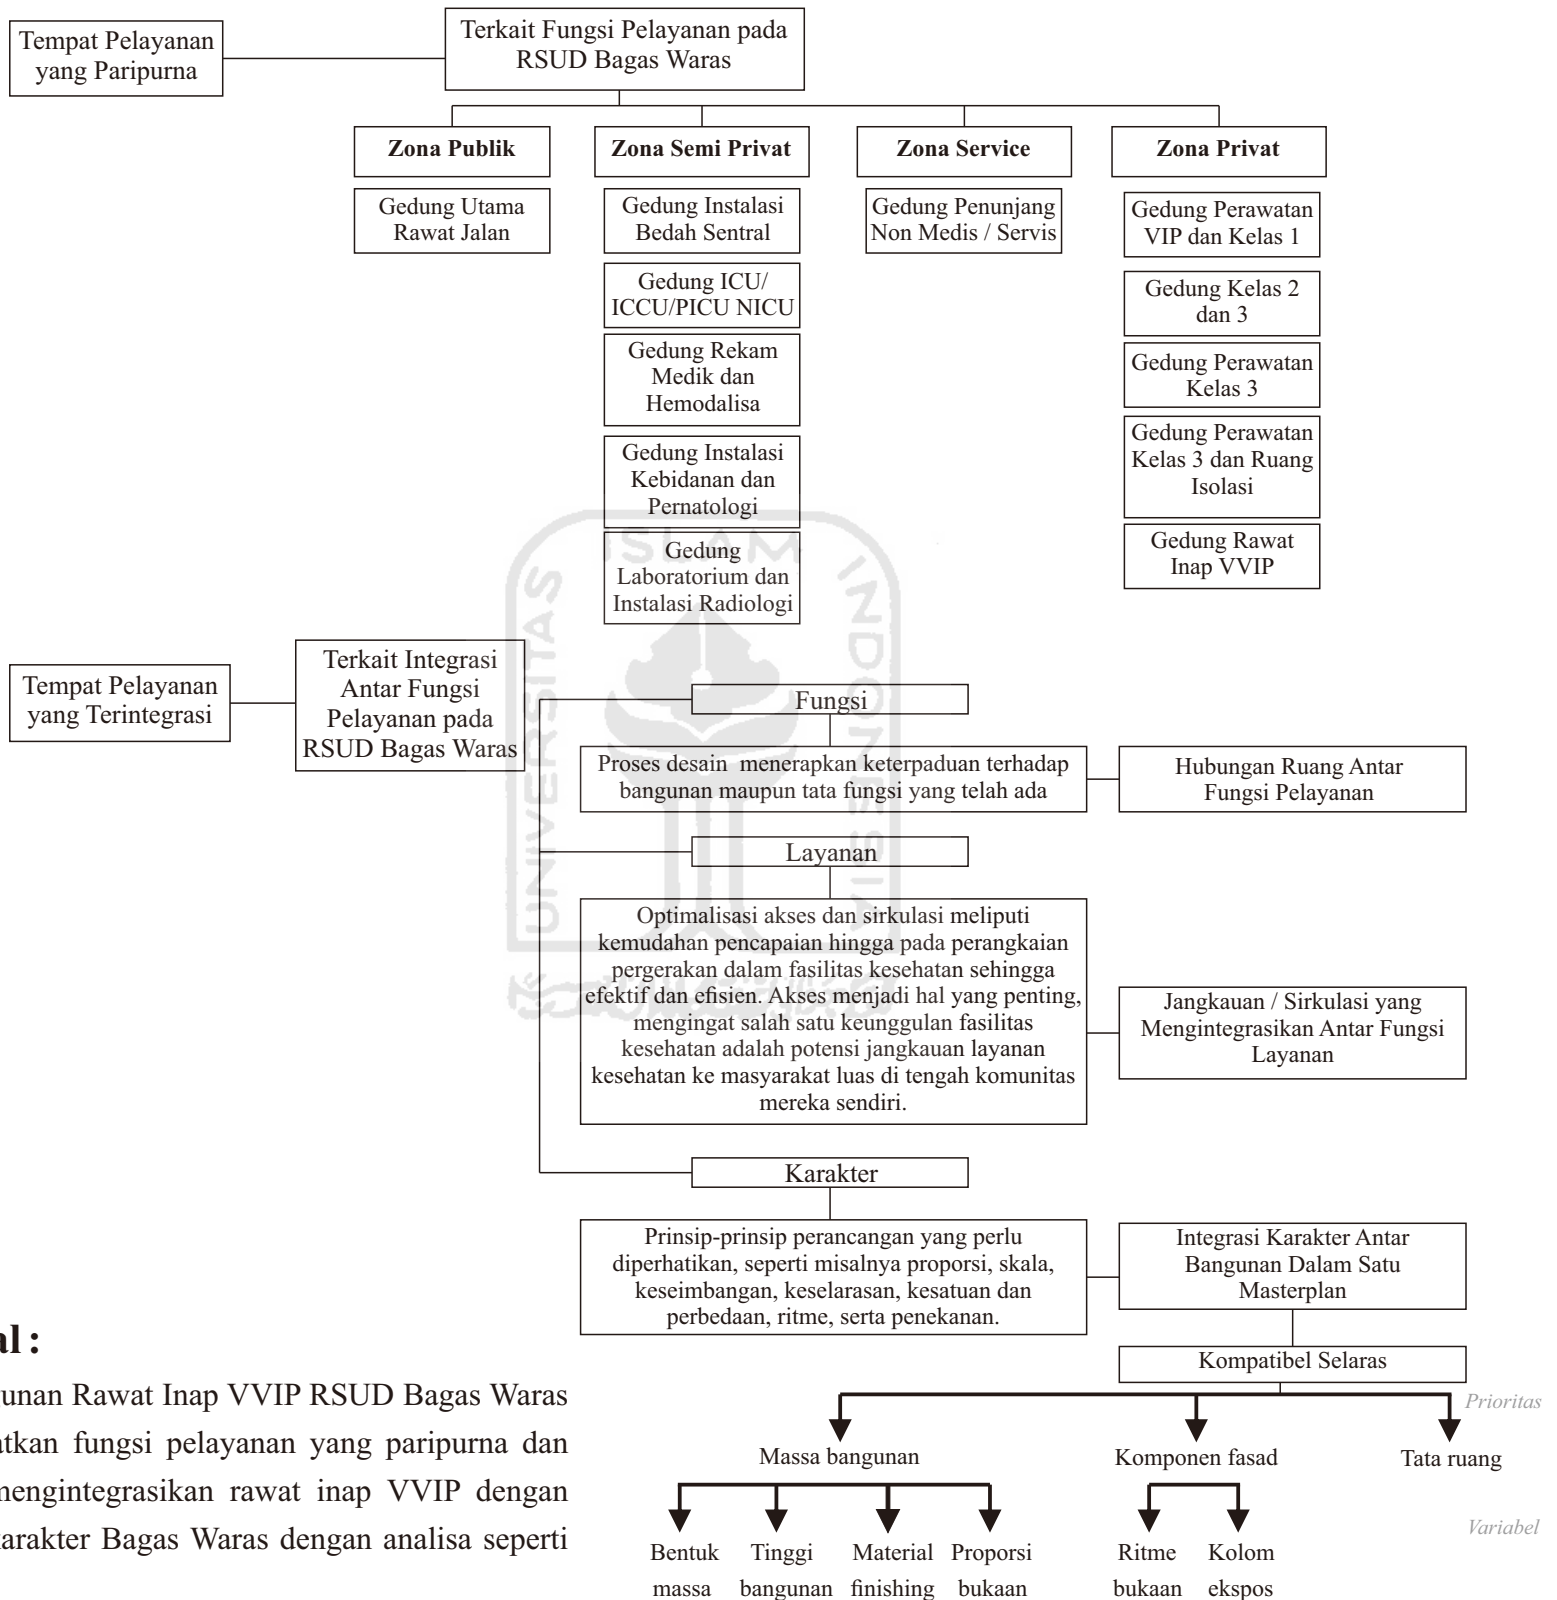 Tempat Pelayanan
yang Paripurna
Terkait Fungsi Pelayanan pada
RSUD Bagas Waras
Zona Publik
Gedung Utama
Rawat Jalan
Zona Semi Privat
Gedung Instalasi
Bedah Sentral
Gedung ICU/
ICCU/PICU NICU
Gedung Rekam
Medik dan
Hemodalisa
Gedung Instalasi
Kebidanan dan
Pernatologi
Gedung
Laboratorium dan
Instalasi Radiologi
Zona Service
Gedung Penunjang
Non Medis / Servis
Zona Privat
Gedung Perawatan
VIP dan Kelas 1
Gedung Kelas 2
dan 3
Gedung Perawatan
Kelas 3
Gedung Perawatan
Kelas 3 dan Ruang
Isolasi
Gedung Rawat
Inap VVIP
UNIVERSITAS ISLAM INDONESIA
Tempat Pelayanan
yang Terintegrasi
Terkait Integrasi
Antar Fungsi
Pelayanan pada
RSUD Bagas Waras
Fungsi
Proses desain menerapkan keterpaduan terhadap
bangunan maupun tata fungsi yang telah ada
Hubungan Ruang Antar
Fungsi Pelayanan
Layanan
Optimalisasi akses dan sirkulasi meliputi
kemudahan pencapaian hingga pada perangkaian
pergerakan dalam fasilitas kesehatan sehingga
efektif dan efisien. Akses menjadi hal yang penting,
mengingat salah satu keunggulan fasilitas
kesehatan adalah potensi jangkauan layanan
kesehatan ke masyarakat luas di tengah komunitas
mereka sendiri.
Jangkauan / Sirkulasi yang
Mengintegrasikan Antar Fungsi
Layanan
Karakter
Prinsip-prinsip perancangan yang perlu
diperhatikan, seperti misalnya proporsi, skala,
keseimbangan, keselarasan, kesatuan dan
perbedaan, ritme, serta penekanan.
Integrasi Karakter Antar
Bangunan Dalam Satu
Masterplan
Kompatibel Selaras
Prioritas
Massa bangunan
Komponen fasad
Tata ruang
Variabel
Bentuk
massa
Tinggi
bangunan
Material
finishing
Proporsi
bukaan
Ritme
bukaan
Kolom
ekspos
al :
unan Rawat Inap VVIP RSUD Bagas Waras
atkan fungsi pelayanan yang paripurna dan
mengintegrasikan rawat inap VVIP dengan
karakter Bagas Waras dengan analisa seperti